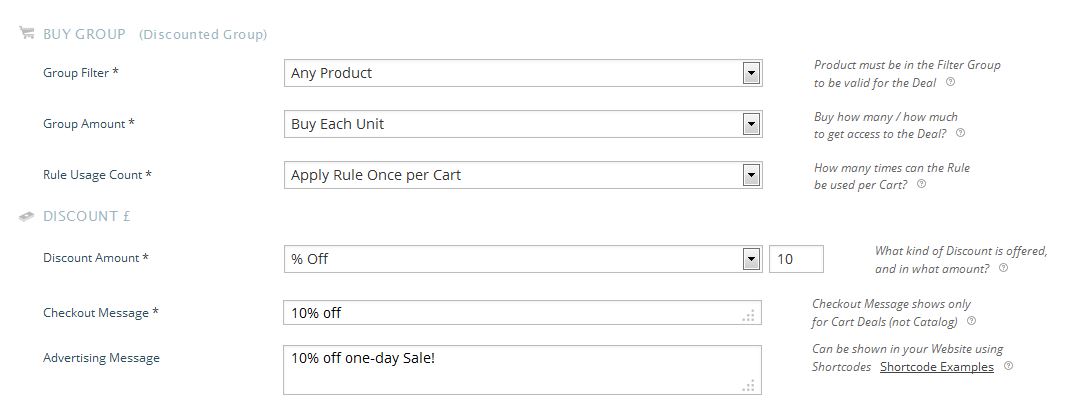 BUY GROUP (Discounted Group)
Group Filter *
Any Product
Product must be in the Filter Group
to be valid for the Deal
Group Amount *
Buy Each Unit
Buy how many / how much
to get access to the Deal?
Rule Usage Count *
Apply Rule Once per Cart
How many times can the Rule
be used per Cart?
DISCOUNT £
Discount Amount *
% Off
10
What kind of Discount is offered,
and in what amount?
Checkout Message *
10% off
Checkout Message shows only
for Cart Deals (not Catalog)
Advertising Message
10% off one-day Sale!
Can be shown in your Website using
Shortcodes Shortcode Examples